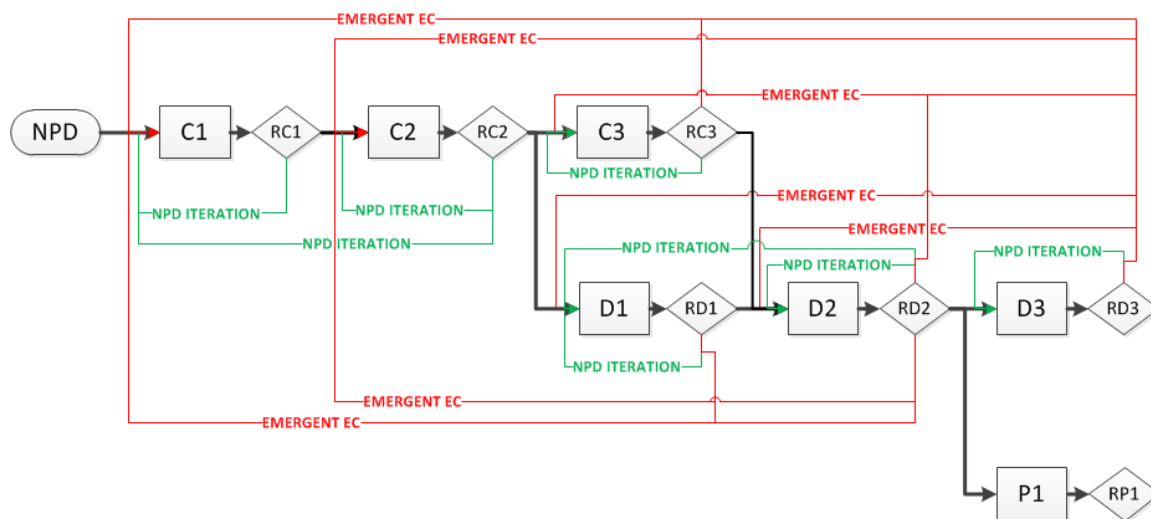 EMERGENT EC
EMERGENT EC
EMERGENT EC
NPD
C1
RC1
C2
RC2
C3
RC3
NPD ITERATION
EMERGENT EC
NPD ITERATION
NPD ITERATION
EMERGENT EC
NPD ITERATION
NPD ITERATION
NPD ITERATION
NPD ITERATION
D1
RD1
D2
RD2
D3
RD3
NPD ITERATION
EMERGENT EC
EMERGENT EC
P1
RP1